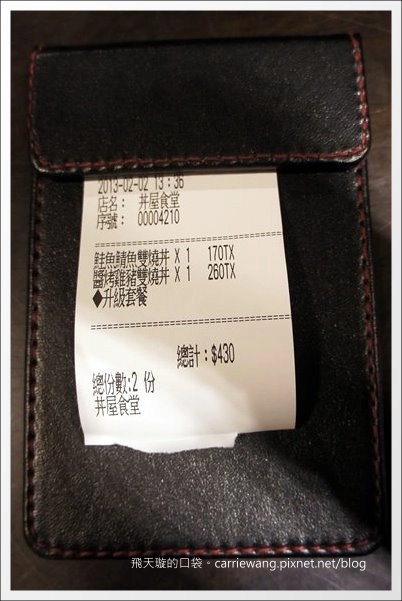 2013-02-02 13:36
店名： 丼屋食堂
序號： 00004210
鮭魚鯖魚雙燒丼 X 1 170TX
醬烤雞豬雙燒丼 X 1 260TX
◆升級套餐
總計：$430
總份數:2 份
丼屋食堂
飛天璇的口袋。carriewang.pixnet.net/blog